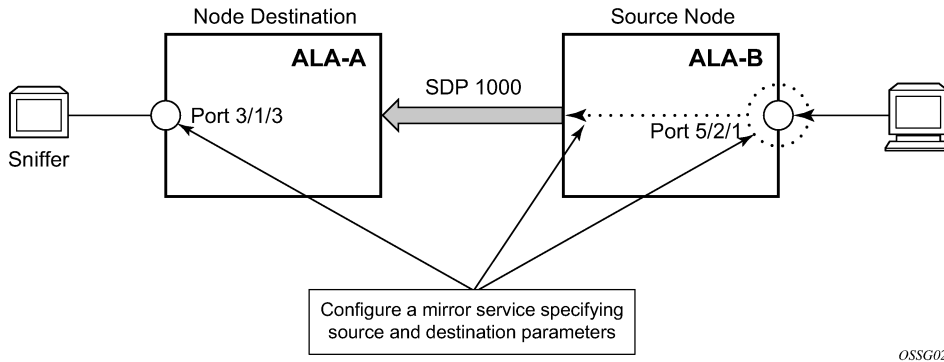 Node Destination
Source Node
ALA-A
ALA-B
SDP 1000
Port 3/1/3
Port 5/2/1
Sniffer
Configure a mirror service specifying
source and destination parameters
OSSG02